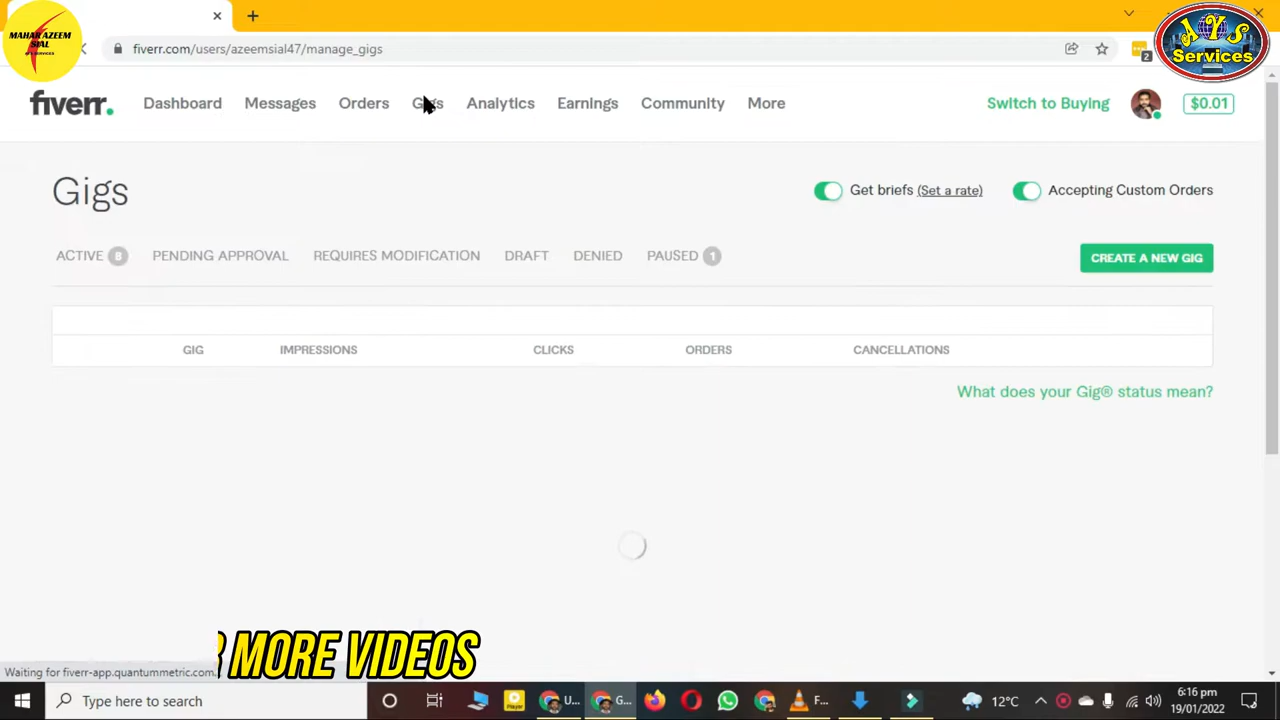 MAHAR AZEEM
SIAL
fiverr.com/users/azeemsial47/manage_gigs
2
AYS
Services
fiverr. Dashboard Messages Orders Gigs Analytics Earnings Community More Switch to Buying $0.01
Gigs
Get briefs (Set a rate) Accepting Custom Orders
ACTIVE 8 PENDING APPROVAL REQUIRES MODIFICATION DRAFT DENIED PAUSED 1 CREATE A NEW GIG
GIG IMPRESSIONS CLICKS ORDERS CANCELLATIONS
What does your Gig® status mean?
MORE VIDEOS
Waiting for fiverr-app.quantummetric.com...
Type here to search
U...
G...
F...
12°C
6:16 pm
19/01/2022